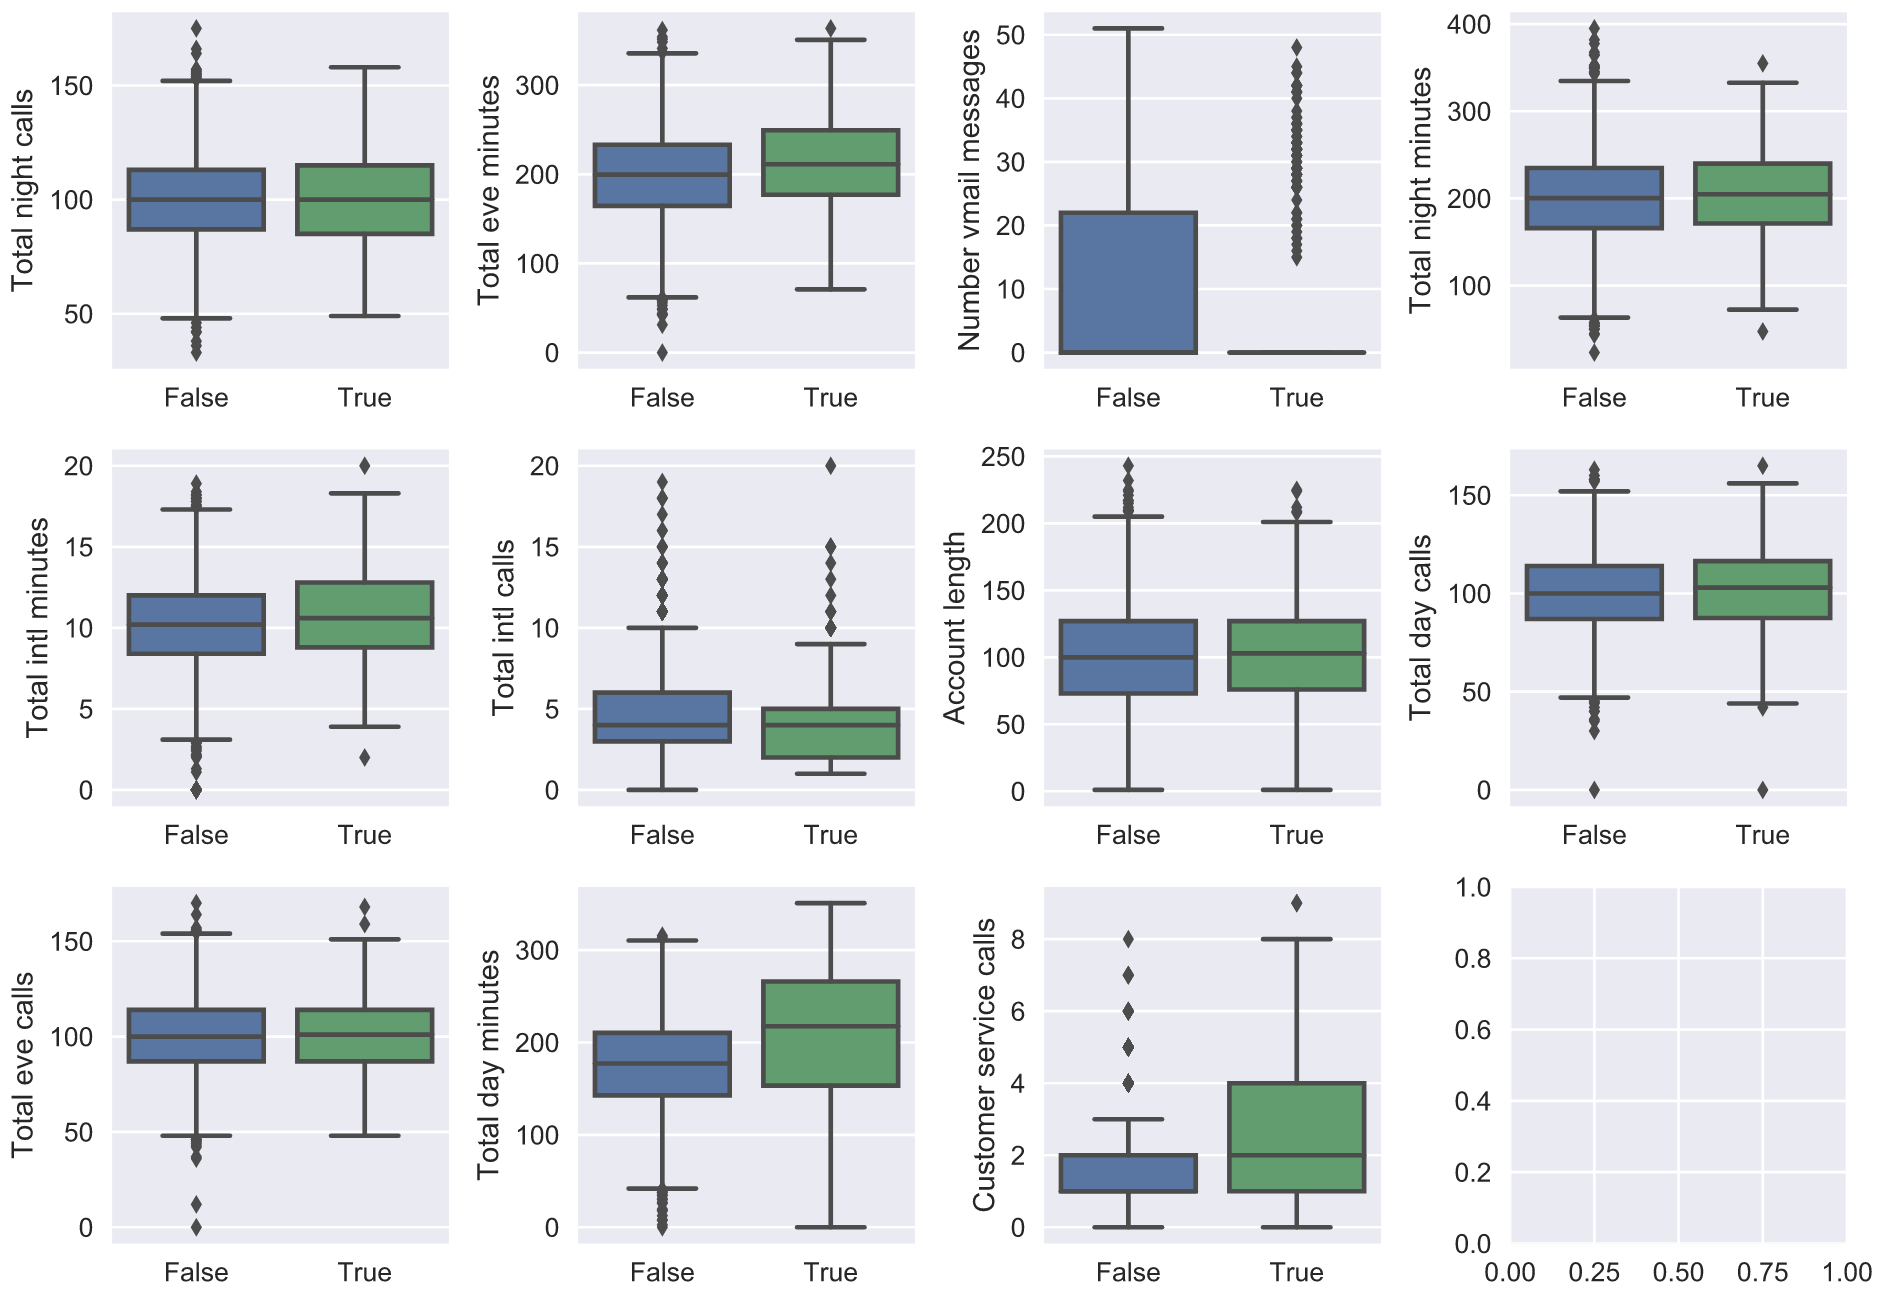 Total night calls
150
100
50
False True
Total eve minutes
300
200
100
0
False True
Number vmail messages
50
40
30
20
10
0
False True
Total night minutes
400
300
200
100
False True
Total intl minutes
20
15
10
5
0
False True
Total intl calls
20
15
10
5
0
False True
Account length
250
200
150
100
50
0
False True
Total day calls
150
100
50
0
False True
Total eve calls
150
100
50
0
False True
Total day minutes
300
200
100
0
False True
Customer service calls
8
6
4
2
0
False True
1.0
0.8
0.6
0.4
0.2
0.0
0.00 0.25 0.50 0.75 1.00